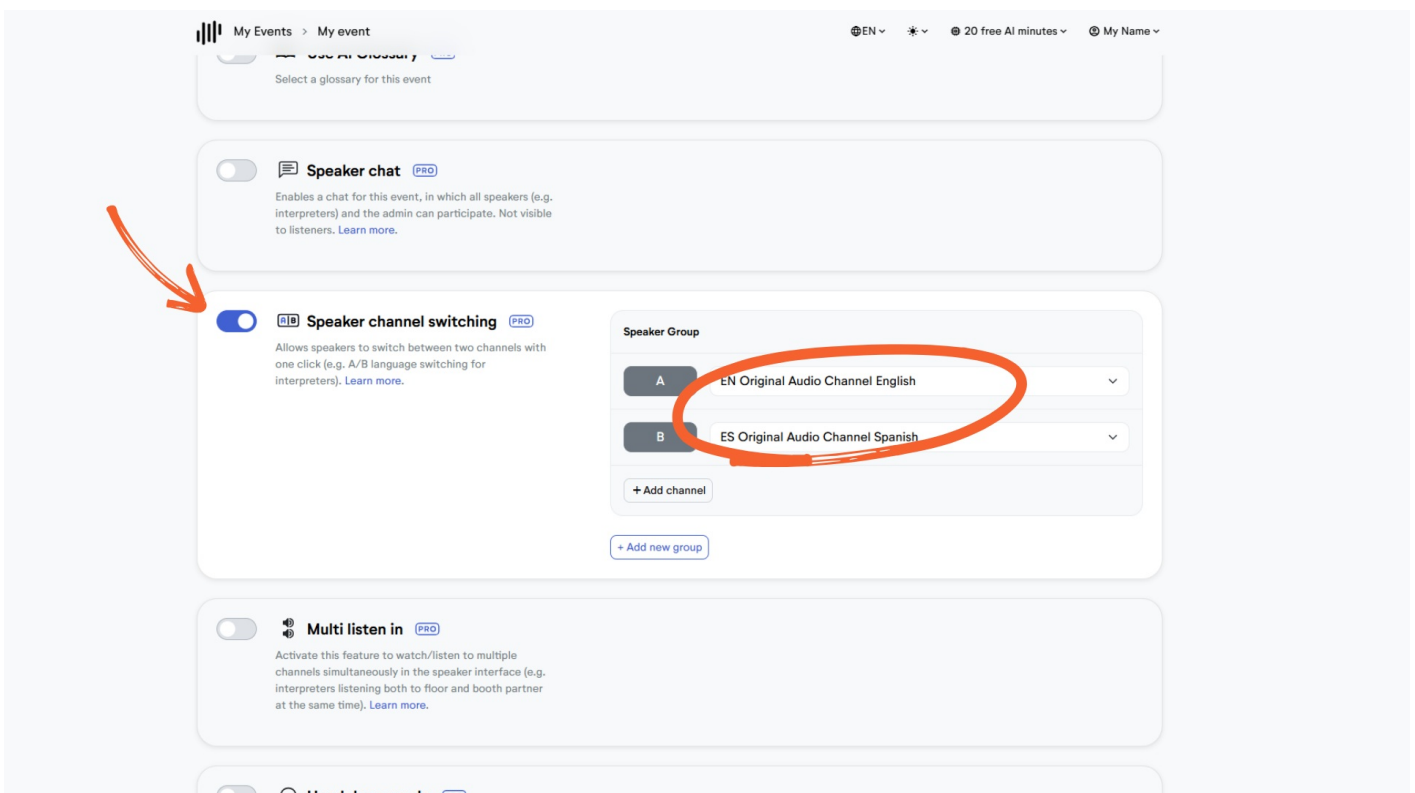 My Events > My event
EN
20 free AI minutes
My Name
Use AI Glossary PRO
Select a glossary for this event
Speaker chat PRO
Enables a chat for this event, in which all speakers (e.g.
interpreters) and the admin can participate. Not visible
to listeners. Learn more.
A|B Speaker channel switching PRO
Allows speakers to switch between two channels with
one click (e.g. A/B language switching for
interpreters). Learn more.
Speaker Group
A EN Original Audio Channel English
B ES Original Audio Channel Spanish
+ Add channel
+ Add new group
Multi listen in PRO
Activate this feature to watch/listen to multiple
channels simultaneously in the speaker interface (e.g.
interpreters listening both to floor and booth partner
at the same time). Learn more.